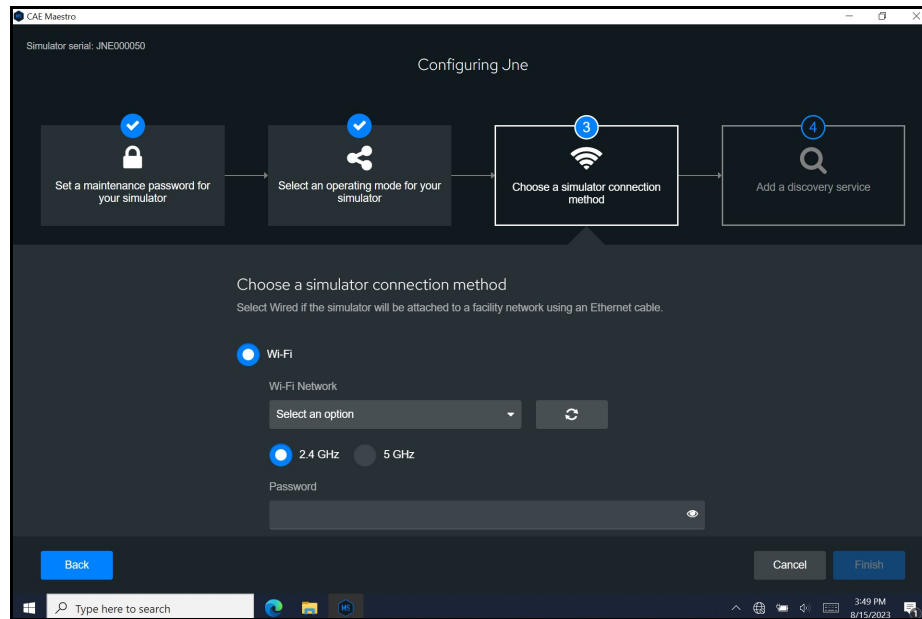 CAE Maestro
Simulator serial: JNE000050
Configuring Jne
3
4
Set a maintenance password for
your simulator
Select an operating mode for your
simulator
Choose a simulator connection
method
Add a discovery service
Choose a simulator connection method
Select Wired if the simulator will be attached to a facility network using an Ethernet cable.
Wi-Fi
Wi-Fi Network
Select an option
2.4 GHz
5 GHz
Password
Back
Cancel
Finish
Type here to search
MS
3:49 PM
8/15/2023
1